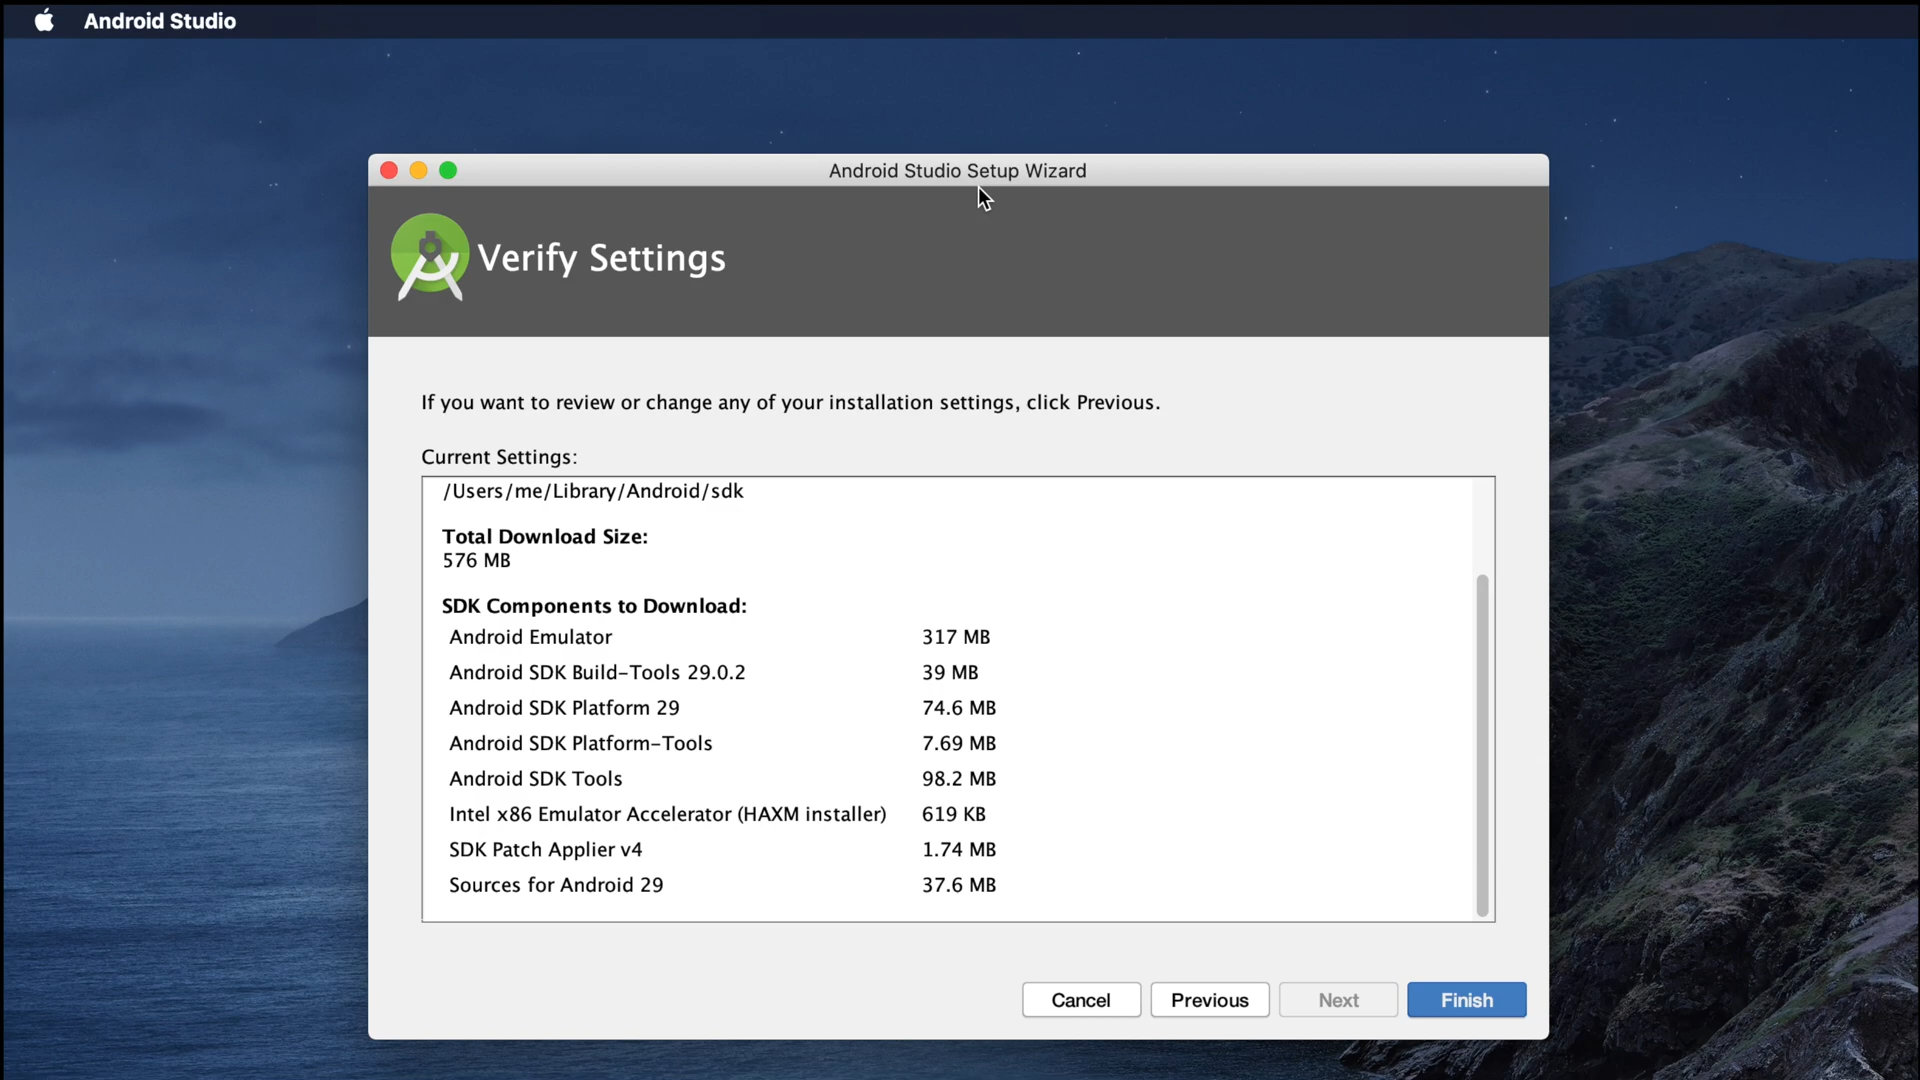 Android Studio
Android Studio Setup Wizard
Verify Settings
If you want to review or change any of your installation settings, click Previous.
Current Settings:
/Users/me/Library/Android/sdk
Total Download Size:
576 MB
SDK Components to Download:
Android Emulator 317 MB
Android SDK Build-Tools 29.0.2 39 MB
Android SDK Platform 29 74.6 MB
Android SDK Platform-Tools 7.69 MB
Android SDK Tools 98.2 MB
Intel x86 Emulator Accelerator (HAXM installer) 619 KB
SDK Patch Applier v4 1.74 MB
Sources for Android 29 37.6 MB
Cancel Previous Next Finish